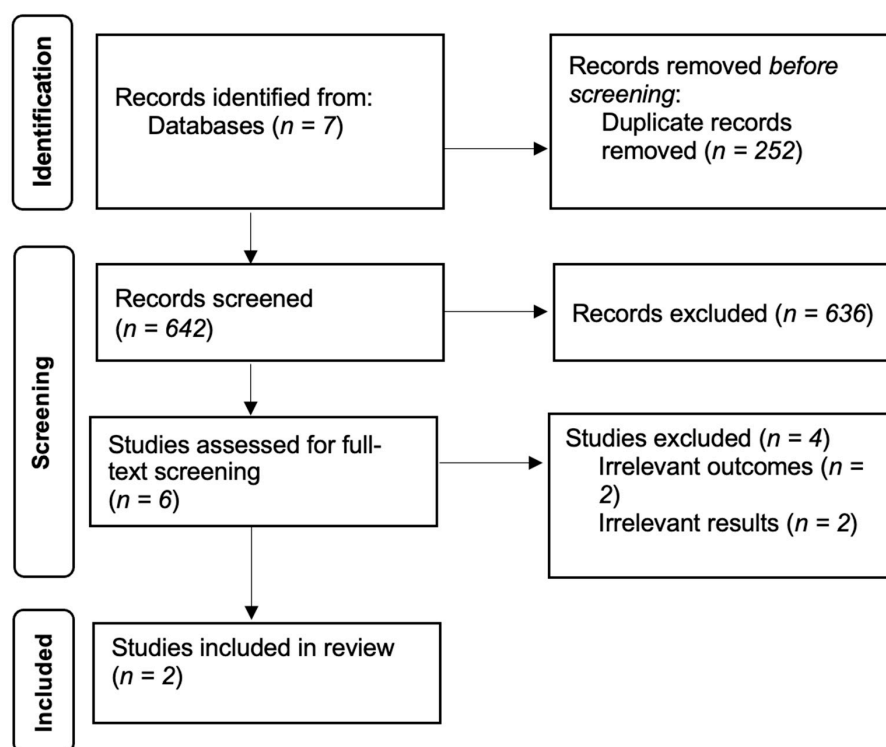 Identification
Records identified from:
Databases (n = 7)
Records removed before
screening:
Duplicate records
removed (n = 252)
Screening
Records screened
(n = 642)
Records excluded (n = 636)
Studies assessed for full-
text screening
(n = 6)
Studies excluded (n = 4)
Irrelevant outcomes (n =
2)
Irrelevant results (n = 2)
Included
Studies included in review
(n = 2)